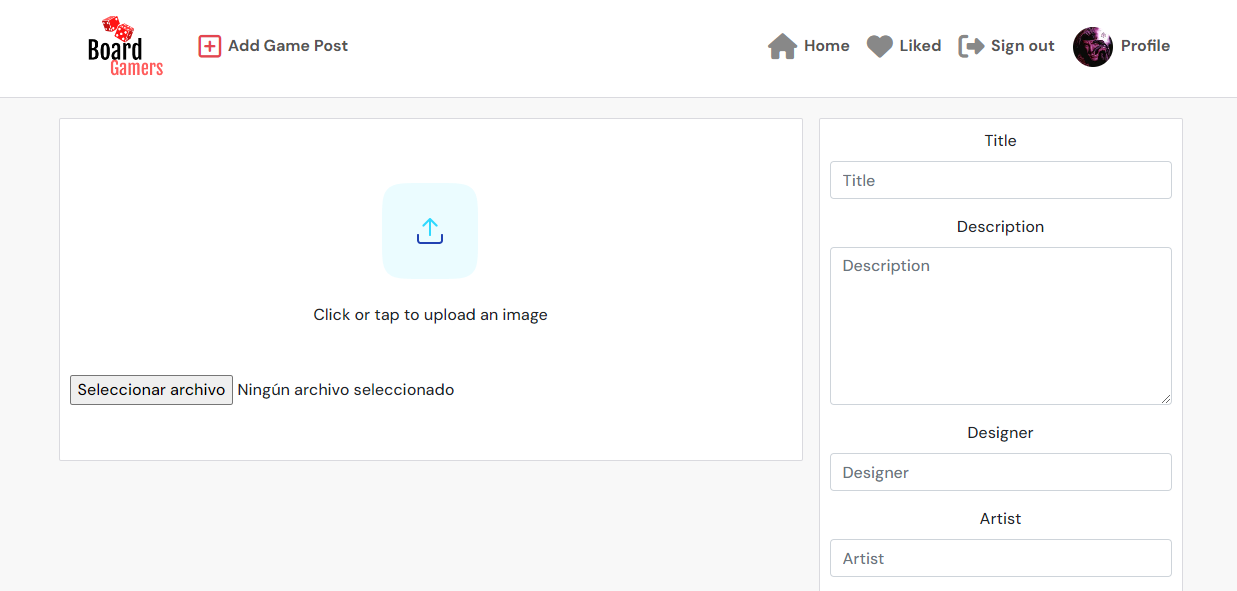 Board
Gamers
Add Game Post
Home
Liked
Sign out
Profile
Click or tap to upload an image
Seleccionar archivo Ningún archivo seleccionado
Title
Title
Description
Description
Designer
Designer
Artist
Artist